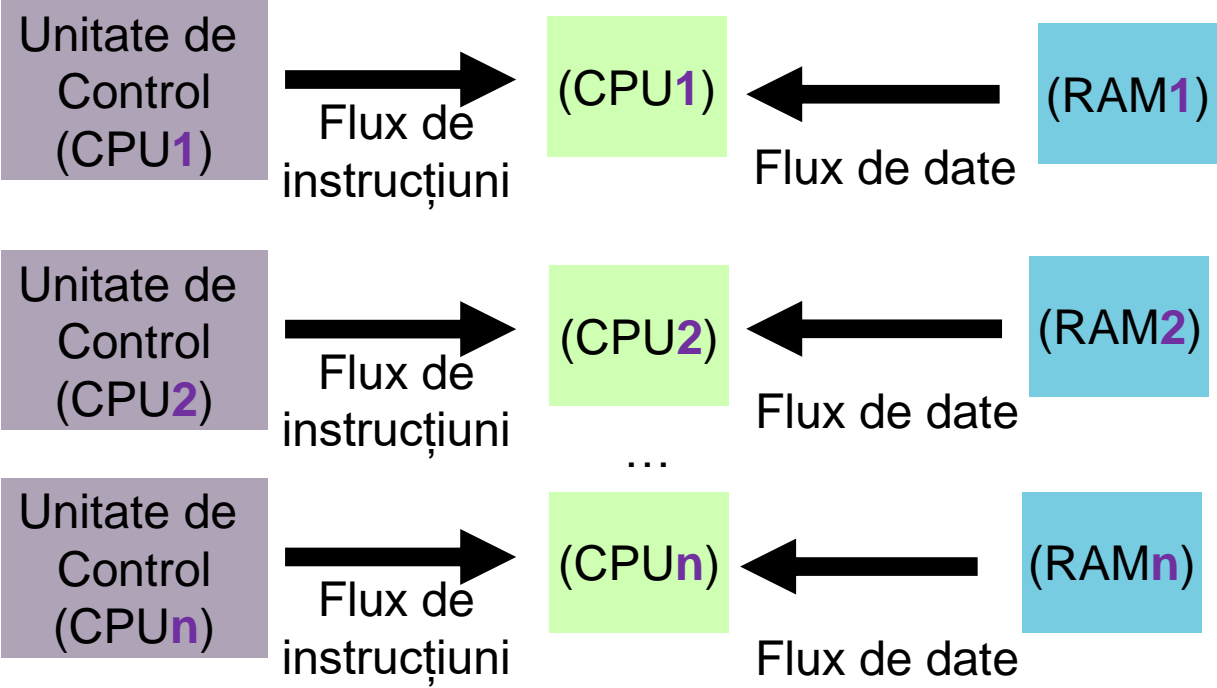 Unitate de
Control
(CPU1)
Flux de
instrucțiuni
(CPU1)
Flux de date
(RAM1)
Unitate de
Control
(CPU2)
Flux de
instrucțiuni
(CPU2)
Flux de date
(RAM2)
…
Unitate de
Control
(CPUn)
Flux de
instrucțiuni
(CPUn)
Flux de date
(RAMn)